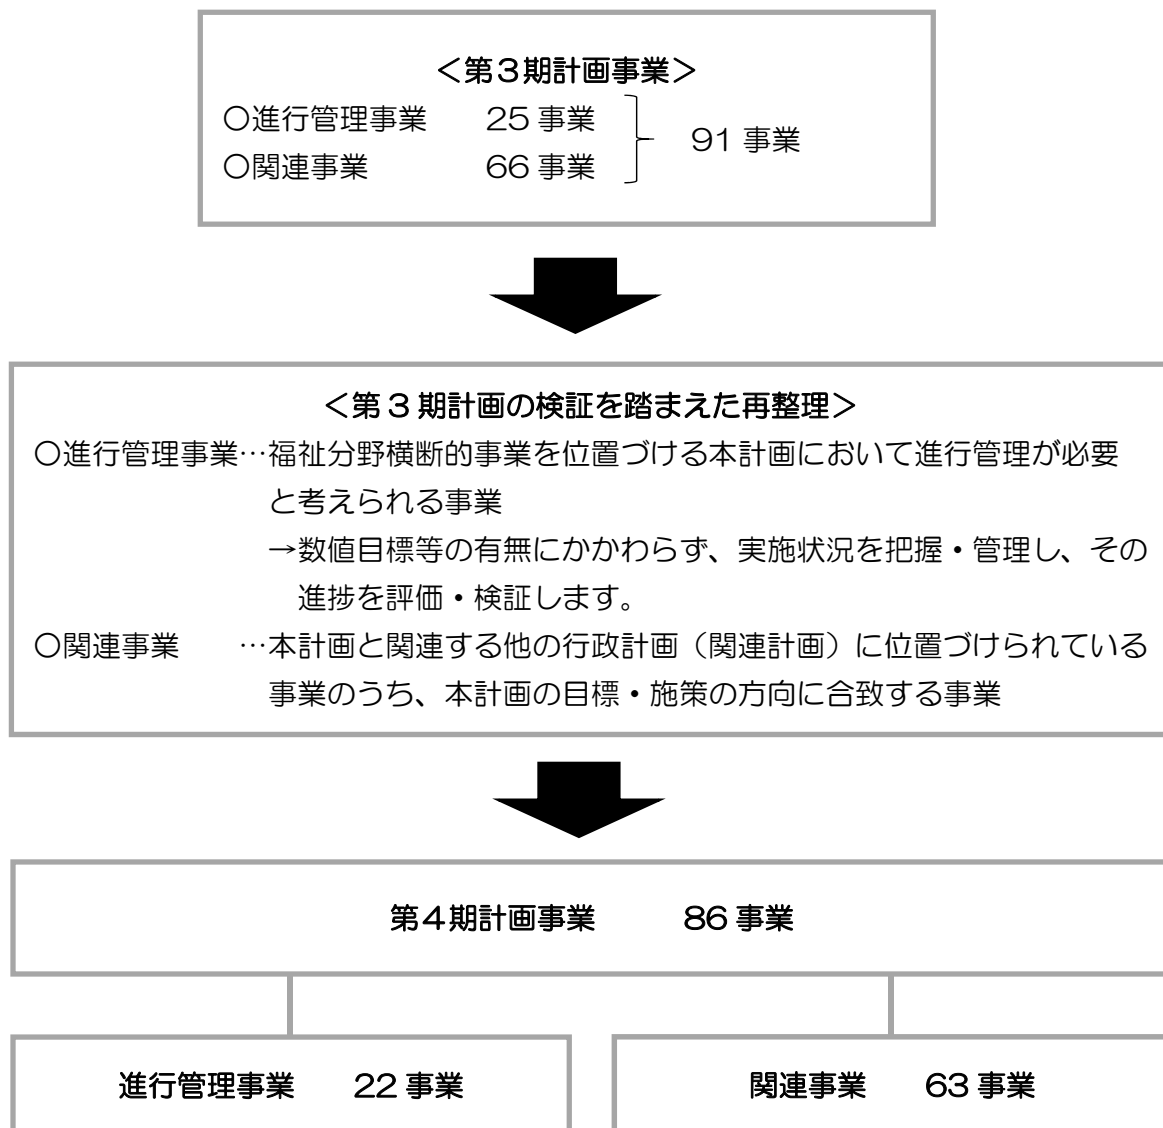 ＜第３期計画事業＞
〇進行管理事業　　25 事業
〇関連事業　　　　66 事業
91 事業
＜第 3 期計画の検証を踏まえた再整理＞
〇進行管理事業…福祉分野横断的事業を位置づける本計画において進行管理が必要
と考えられる事業
→数値目標等の有無にかかわらず、実施状況を把握・管理し、その
進捗を評価・検証します。
〇関連事業　　…本計画と関連する他の行政計画（関連計画）に位置づけられている
事業のうち、本計画の目標・施策の方向に合致する事業
第４期計画事業　　　86 事業
進行管理事業　　22 事業
関連事業　　63 事業